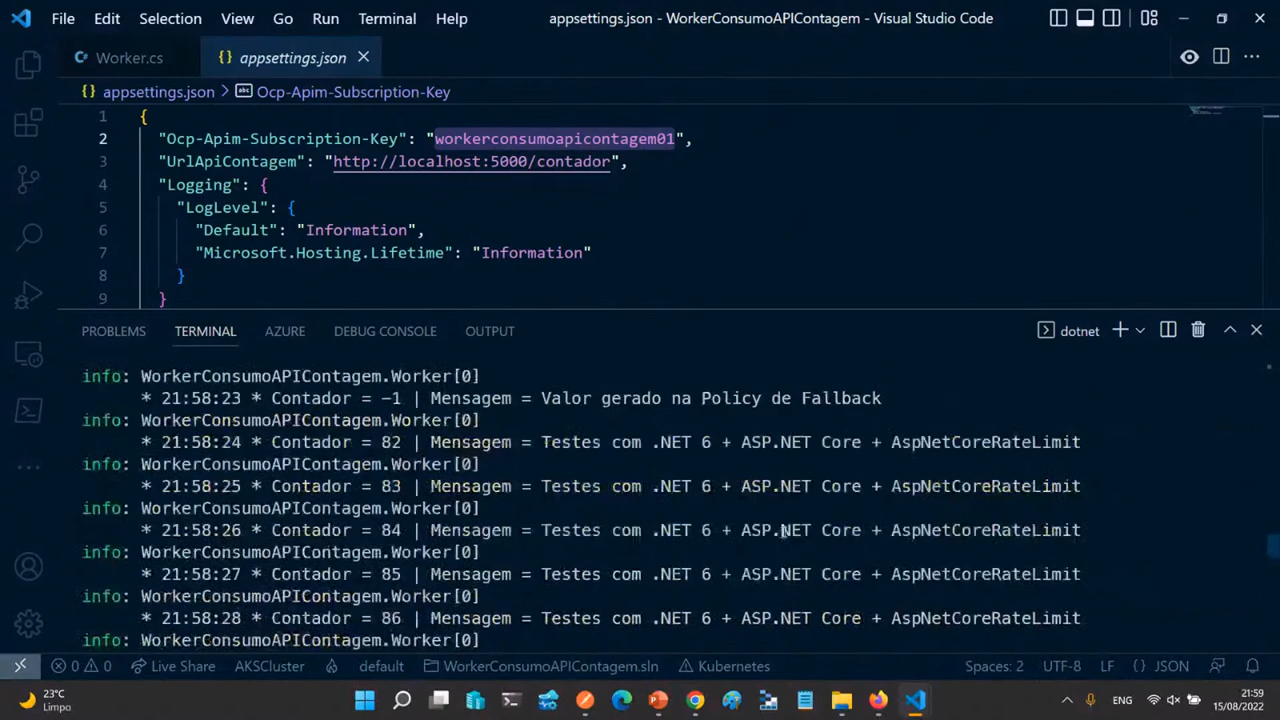 File Edit Selection View Go Run Terminal Help appsettings.json - WorkerConsumoAPIContagem - Visual Studio Code
C# Worker.cs {} appsettings.json
{} appsettings.json > abc Ocp-Apim-Subscription-Key
1 {
2 "Ocp-Apim-Subscription-Key": "workerconsumoapicontagem01",
3 "UrlApiContagem": "http://localhost:5000/contador",
4 "Logging": {
5 "LogLevel": {
6 "Default": "Information",
7 "Microsoft.Hosting.Lifetime": "Information"
8 }
9 }
PROBLEMS TERMINAL AZURE DEBUG CONSOLE OUTPUT dotnet
info: WorkerConsumoAPIContagem.Worker[0]
* 21:58:23 * Contador = -1 | Mensagem = Valor gerado na Policy de Fallback
info: WorkerConsumoAPIContagem.Worker[0]
* 21:58:24 * Contador = 82 | Mensagem = Testes com .NET 6 + ASP.NET Core + AspNetCoreRateLimit
info: WorkerConsumoAPIContagem.Worker[0]
* 21:58:25 * Contador = 83 | Mensagem = Testes com .NET 6 + ASP.NET Core + AspNetCoreRateLimit
info: WorkerConsumoAPIContagem.Worker[0]
* 21:58:26 * Contador = 84 | Mensagem = Testes com .NET 6 + ASP.NET Core + AspNetCoreRateLimit
info: WorkerConsumoAPIContagem.Worker[0]
* 21:58:27 * Contador = 85 | Mensagem = Testes com .NET 6 + ASP.NET Core + AspNetCoreRateLimit
info: WorkerConsumoAPIContagem.Worker[0]
* 21:58:28 * Contador = 86 | Mensagem = Testes com .NET 6 + ASP.NET Core + AspNetCoreRateLimit
info: WorkerConsumoAPIContagem.Worker[0]
0 0 Live Share AKSCluster default WorkerConsumoAPIContagem.sln Kubernetes Spaces: 2 UTF-8 LF {} JSON
23°C ENG 21:59
Limpo 15/08/2022